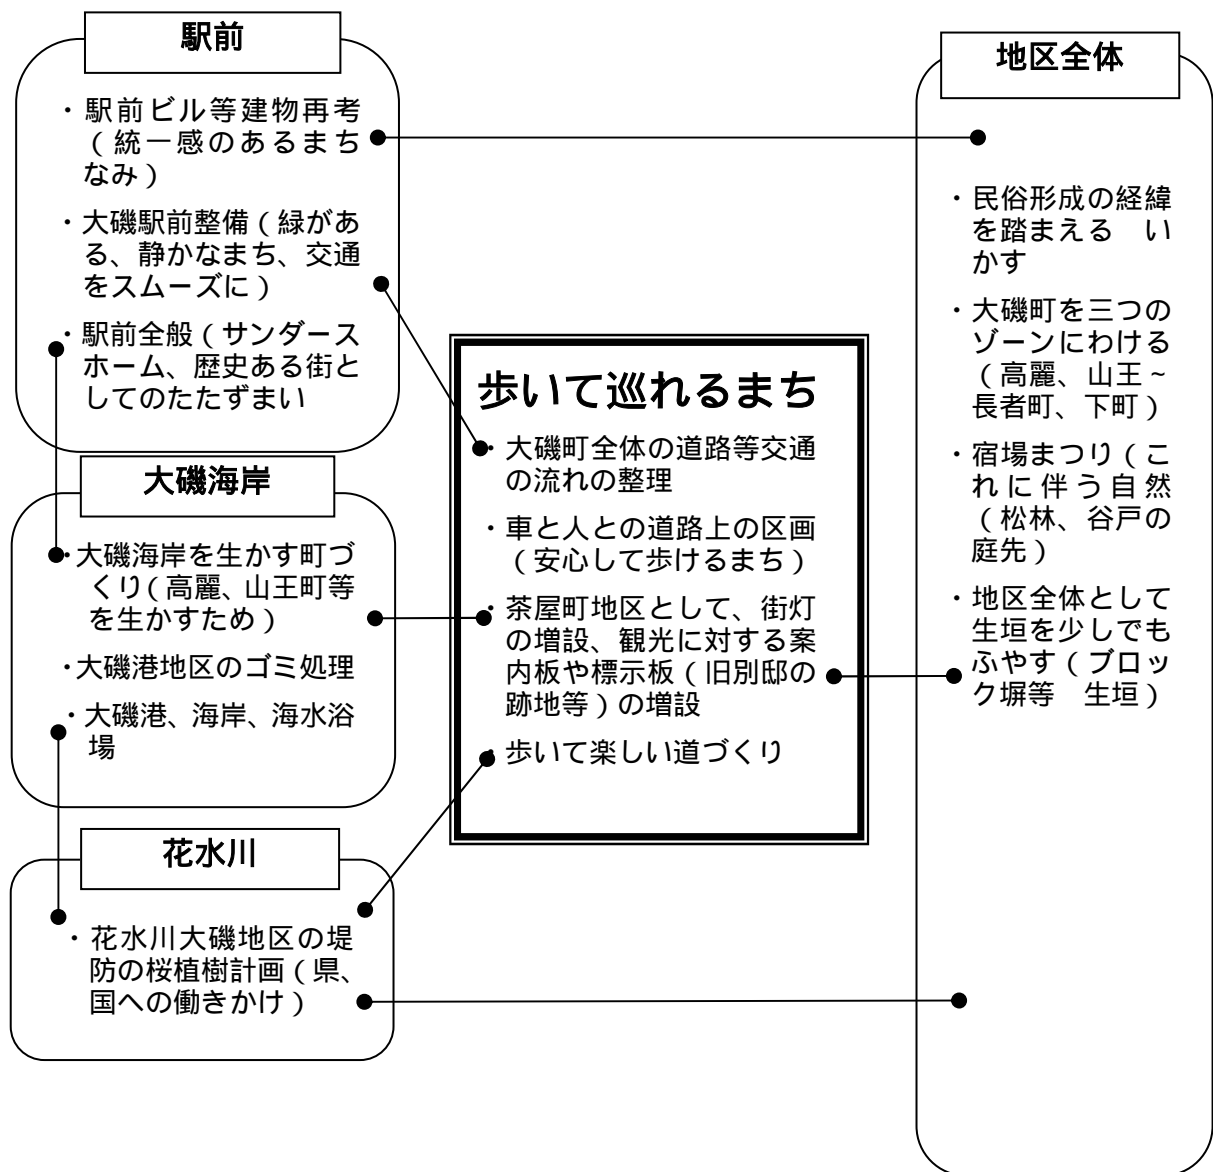 駅前
・駅前ビル等建物再考
（統一感のあるまち
なみ）
・大磯駅前整備（緑があ
る、静かなまち、交通
をスムーズに）
・駅前全般（サンダース
ホーム、歴史ある街と
してのたたずまい
大磯海岸
・大磯海岸を生かす町づ
くり（高麗、山王町等
を生かすため）
・大磯港地区のゴミ処理
・大磯港、海岸、海水浴
場
花水川
・花水川大磯地区の堤
防の桜植樹計画（県、
国への働きかけ）
歩いて巡れるまち
・大磯町全体の道路等交通
の流れの整理
・車と人との道路上の区画
（安心して歩けるまち）
・茶屋町地区として、街灯
の増設、観光に対する案
内板や標示板（旧別邸の
跡地等）の増設
・歩いて楽しい道づくり
地区全体
・民俗形成の経緯
を踏まえる　い
かす
・大磯町を三つの
ゾーンにわける
（高麗、山王~
長者町、下町）
・宿場まつり（こ
れに伴う自然
（松林、谷戸の
庭先）
・地区全体として
生垣を少しでも
ふやす（ブロッ
ク塀等　生垣）